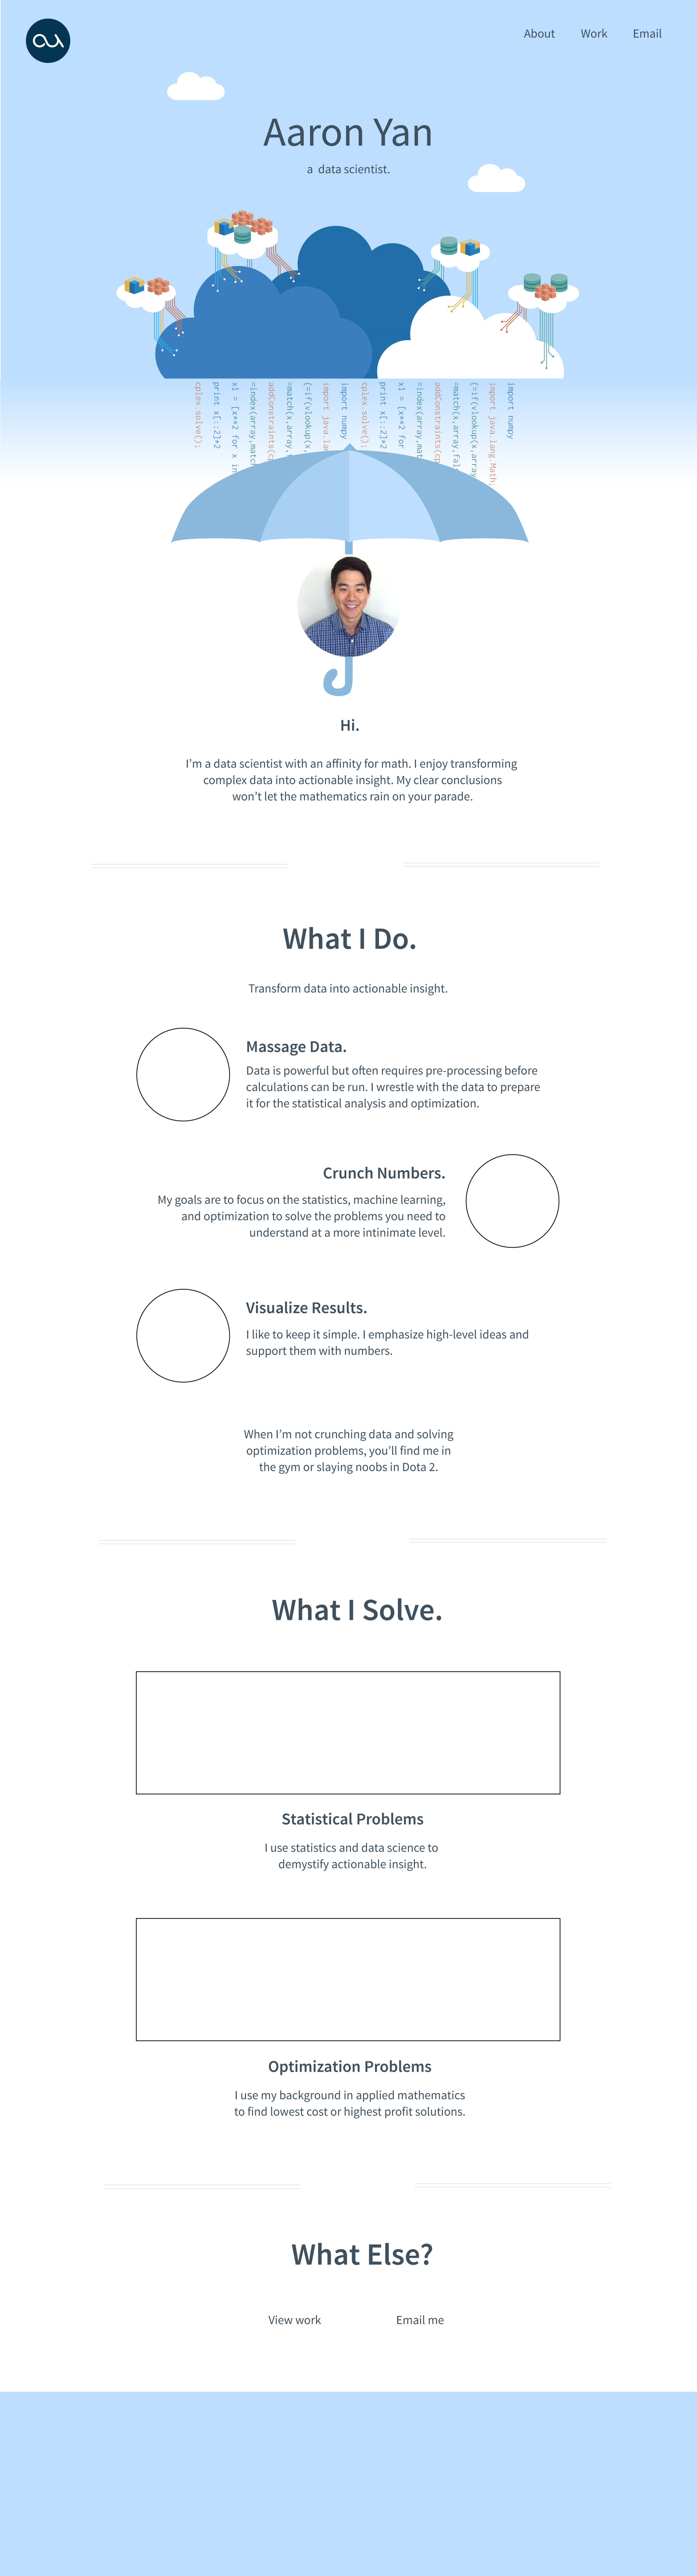 About Work Email
Aaron Yan
a data scientist.
cplex.solve();
print x[::2]*2
x1 = [x**2 for x in
=index(array,match
addConstraints(cp
=match(x,array,
{=if(vlookup(x,
import java.lan
import numpy
cplex.solve();
print x[::2]*2
x1 = [x**2 for
=index(array,mat
addConstraints(cp
=match(x,array,fal
{=if(vlookup(x,array
import java.lang.Math;
import numpy
Hi.
I'm a data scientist with an affinity for math. I enjoy transforming
complex data into actionable insight. My clear conclusions
won't let the mathematics rain on your parade.
What I Do.
Transform data into actionable insight.
Massage Data.
Data is powerful but often requires pre-processing before
calculations can be run. I wrestle with the data to prepare
it for the statistical analysis and optimization.
Crunch Numbers.
My goals are to focus on the statistics, machine learning,
and optimization to solve the problems you need to
understand at a more intinimate level.
Visualize Results.
I like to keep it simple. I emphasize high-level ideas and
support them with numbers.
When I'm not crunching data and solving
optimization problems, you'll find me in
the gym or slaying noobs in Dota 2.
What I Solve.
Statistical Problems
I use statistics and data science to
demystify actionable insight.
Optimization Problems
I use my background in applied mathematics
to find lowest cost or highest profit solutions.
What Else?
View work Email me